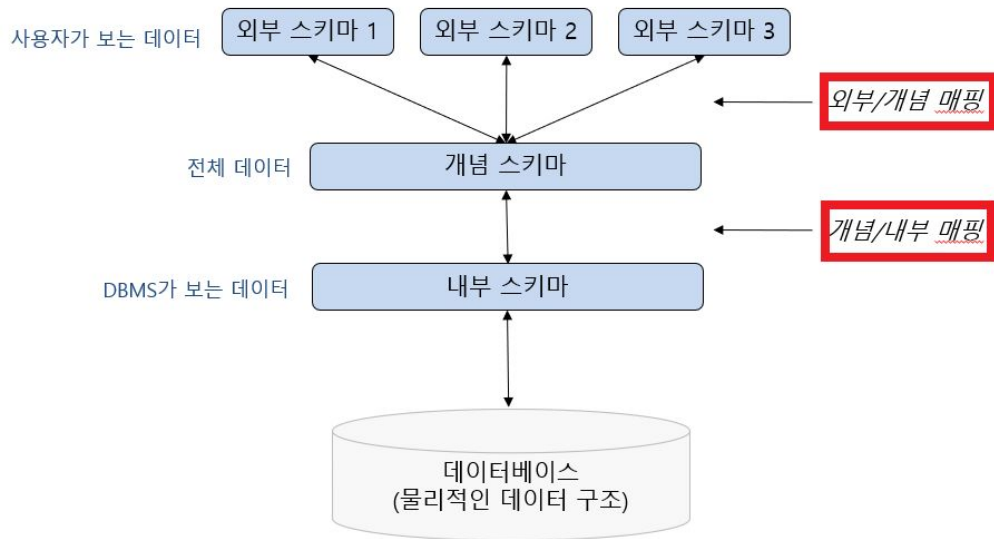 사용자가 보는 데이터
외부 스키마 1
외부 스키마 2
외부 스키마 3
외부/개념 매핑
전체 데이터
개념 스키마
개념/내부 매핑
DBMS가 보는 데이터
내부 스키마
데이터베이스
(물리적인 데이터 구조)